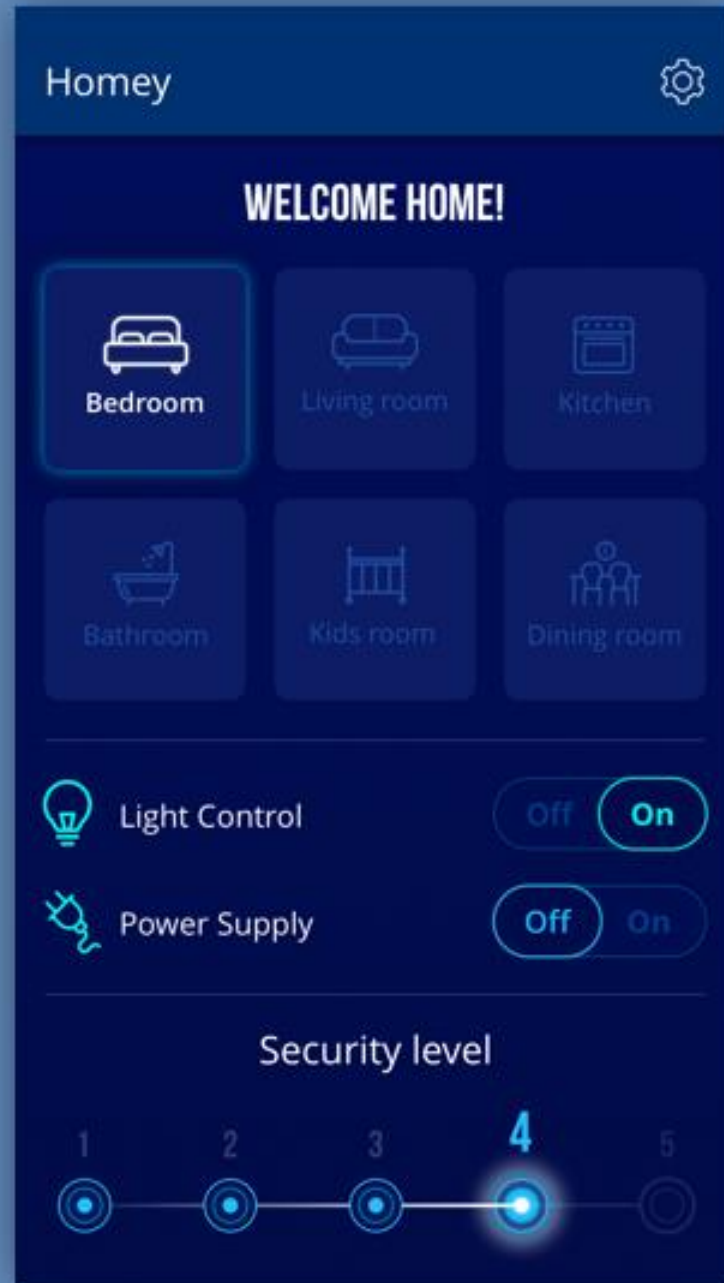 Homey
WELCOME HOME!
Bedroom
Living room
Kitchen
Bathroom
Kids room
Dining room
Light Control
Off On
Power Supply
Off On
Security level
1 2 3 4 5